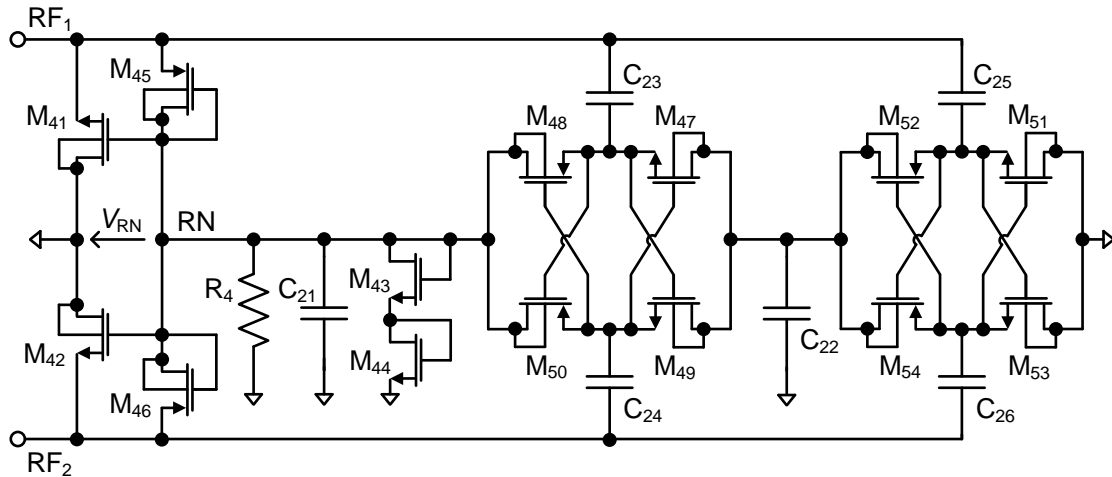 RF₁
M₄₅
C₂₃
C₂₅
M₄₁
M₄₈
M₄₇
M₅₂
M₅₁
V_RN
RN
R₄
C₂₁
M₄₃
C₂₂
M₄₂
M₄₄
M₄₆
M₅₀
M₄₉
M₅₄
M₅₃
C₂₄
C₂₆
RF₂